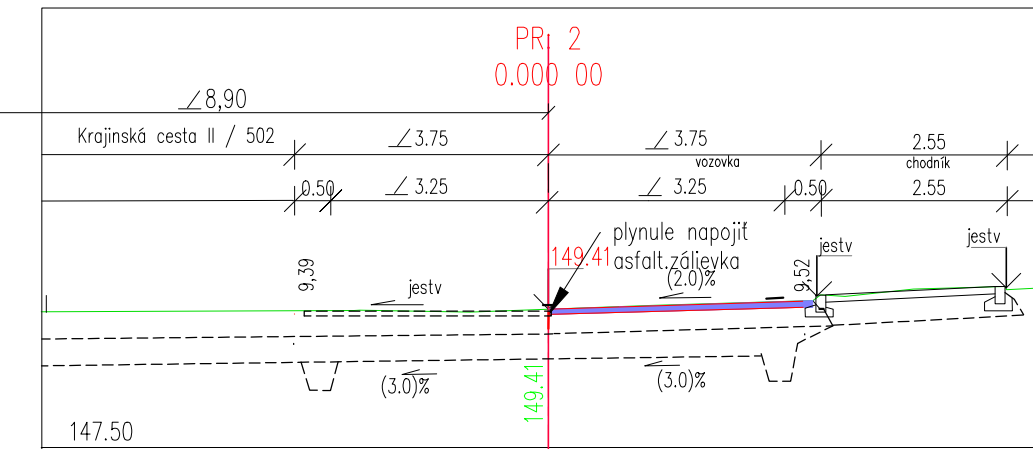 PR. 2
0.000 00
∠8,90
Krajinská cesta II / 502
∠3.75
∠3.75
2.55
vozovka
chodník
0.50
∠ 3.25
∠ 3.25
0.50
2.55
plynule napojiť
asfalt.zálievka
149.41
(2.0)%
9,39
jestv
9,52
jestv
jestv
(3.0)%
(3.0)%
149.41
147.50